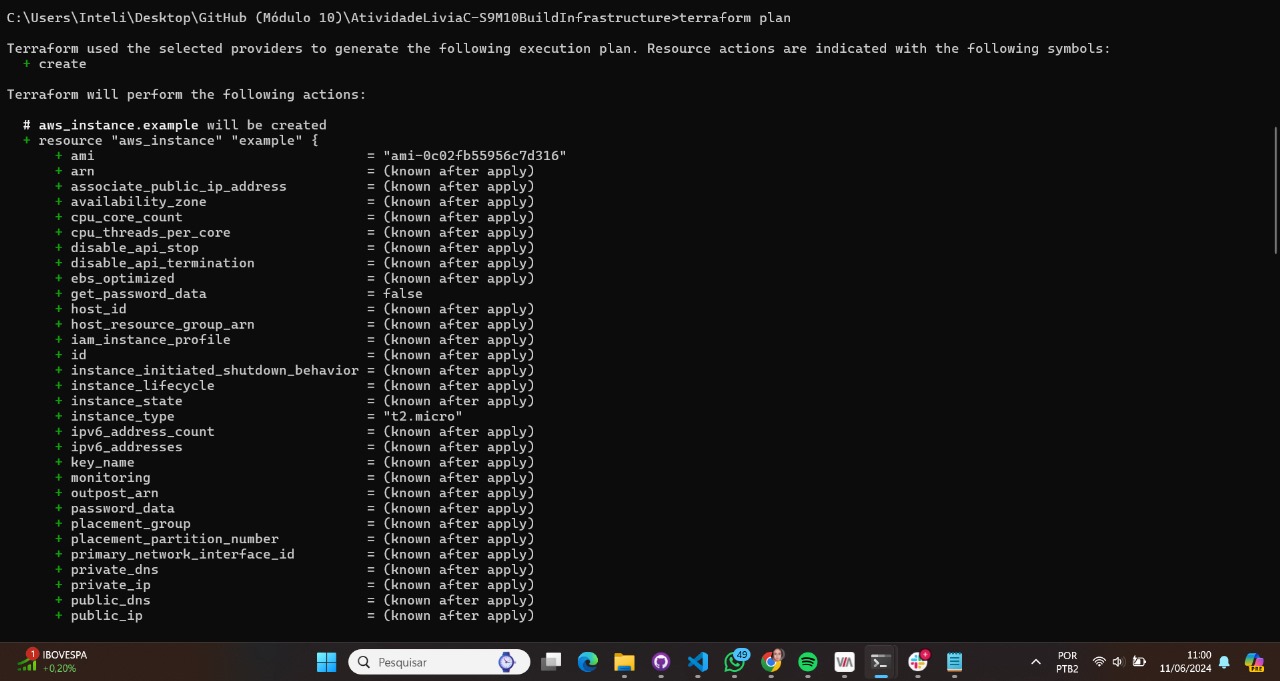 C:\Users\Inteli\Desktop\GitHub (Módulo 10)\AtividadeLiviaC-S9M10BuildInfrastructure>terraform plan
Terraform used the selected providers to generate the following execution plan. Resource actions are indicated with the following symbols:
+ create
Terraform will perform the following actions:
# aws_instance.example will be created
+ resource "aws_instance" "example" {
+ ami = "ami-0c02fb55956c7d316"
+ arn = (known after apply)
+ associate_public_ip_address = (known after apply)
+ availability_zone = (known after apply)
+ cpu_core_count = (known after apply)
+ cpu_threads_per_core = (known after apply)
+ disable_api_stop = (known after apply)
+ disable_api_termination = (known after apply)
+ ebs_optimized = (known after apply)
+ get_password_data = false
+ host_id = (known after apply)
+ host_resource_group_arn = (known after apply)
+ iam_instance_profile = (known after apply)
+ id = (known after apply)
+ instance_initiated_shutdown_behavior = (known after apply)
+ instance_lifecycle = (known after apply)
+ instance_state = (known after apply)
+ instance_type = "t2.micro"
+ ipv6_address_count = (known after apply)
+ ipv6_addresses = (known after apply)
+ key_name = (known after apply)
+ monitoring = (known after apply)
+ outpost_arn = (known after apply)
+ password_data = (known after apply)
+ placement_group = (known after apply)
+ placement_partition_number = (known after apply)
+ primary_network_interface_id = (known after apply)
+ private_dns = (known after apply)
+ private_ip = (known after apply)
+ public_dns = (known after apply)
+ public_ip = (known after apply)
1
IBOVESPA
+0,20%
Pesquisar
49
VIA
POR
PTB2
11:00
11/06/2024
PRE